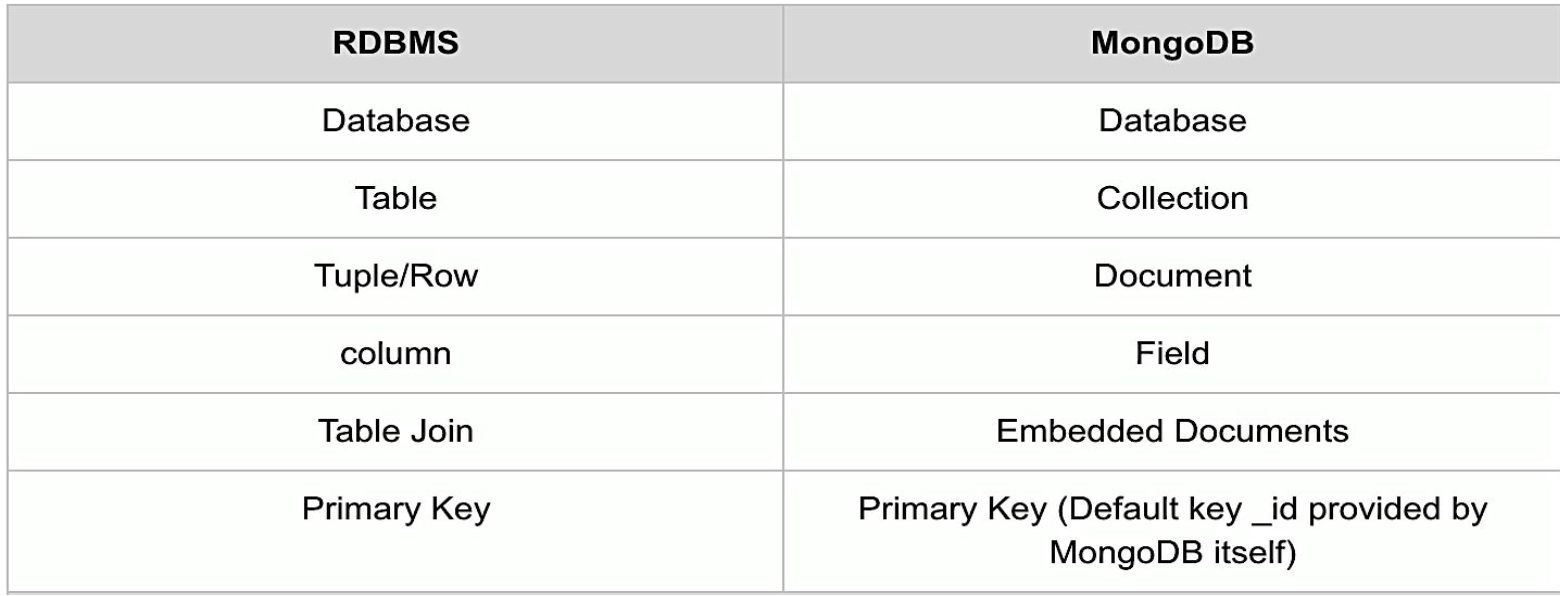 RDBMS MongoDB
Database Database
Table Collection
Tuple/Row Document
column Field
Table Join Embedded Documents
Primary Key Primary Key (Default key _id provided by
MongoDB itself)